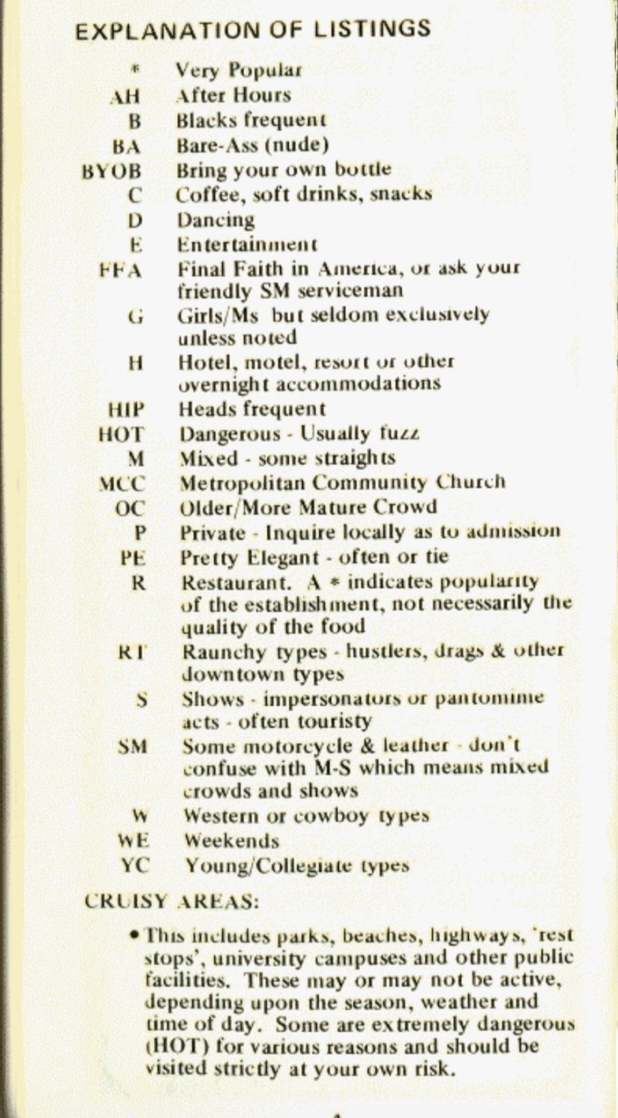 EXPLANATION OF LISTINGS
* Very Popular
AH After Hours
B Blacks frequent
BA Bare-Ass (nude)
BYOB Bring your own bottle
C Coffee, soft drinks, snacks
D Dancing
E Entertainment
FFA Final Faith in America, or ask your
friendly SM serviceman
G Girls/Ms but seldom exclusively
unless noted
H Hotel, motel, resort or other
overnight accommodations
HIP Heads frequent
HOT Dangerous - Usually fuzz
M Mixed - some straights
MCC Metropolitan Community Church
OC Older/More Mature Crowd
P Private - Inquire locally as to admission
PE Pretty Elegant - often or tie
R Restaurant. A * indicates popularity
of the establishment, not necessarily the
quality of the food
RT Raunchy types - hustlers, drags & other
downtown types
S Shows - impersonators or pantomime
acts - often touristy
SM Some motorcycle & leather - don't
confuse with M-S which means mixed
crowds and shows
W Western or cowboy types
WE Weekends
YC Young/Collegiate types
CRUISY AREAS:
• This includes parks, beaches, highways, 'rest
stops', university campuses and other public
facilities. These may or may not be active,
depending upon the season, weather and
time of day. Some are extremely dangerous
(HOT) for various reasons and should be
visited strictly at your own risk.